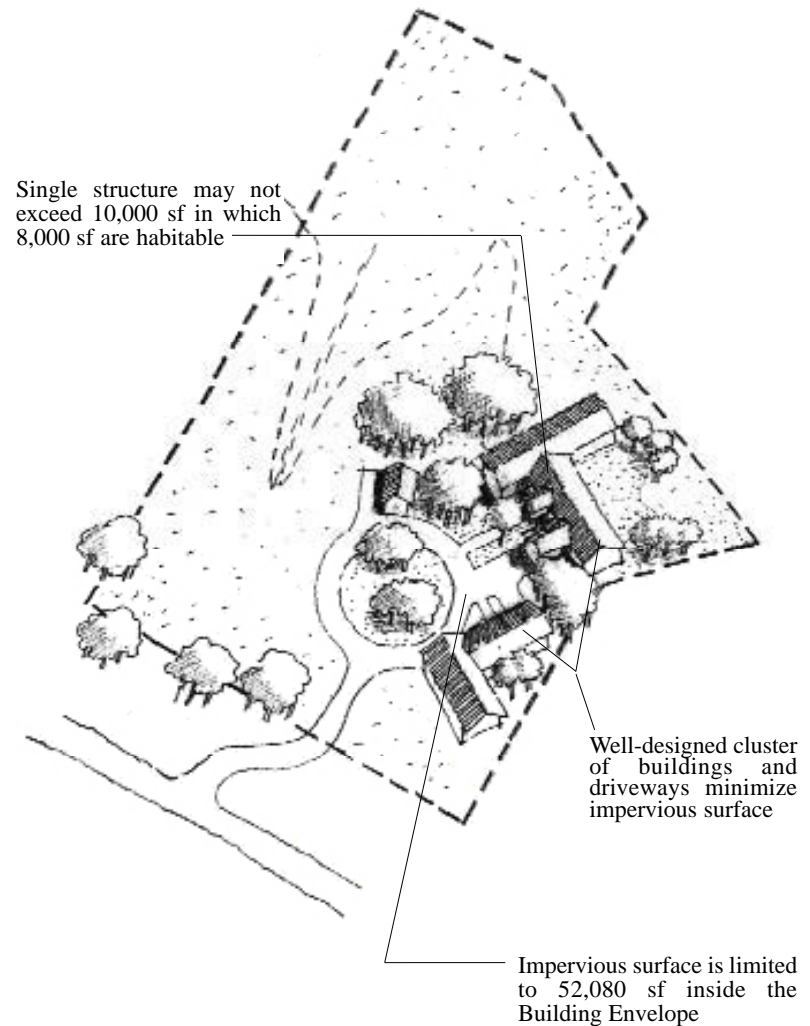 Single structure may not
exceed 10,000 sf in which
8,000 sf are habitable
Well-designed cluster
of buildings and
driveways minimize
impervious surface
Impervious surface is limited
to 52,080 sf inside the
Building Envelope